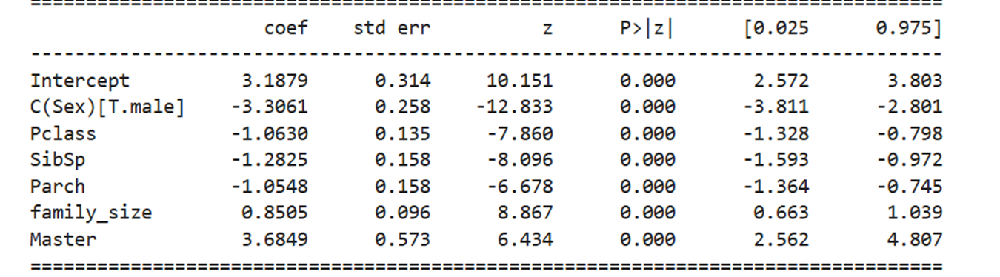 ==================================================================================
coef std err z P>|z| [0.025 0.975]
----------------------------------------------------------------------------------
Intercept 3.1879 0.314 10.151 0.000 2.572 3.803
C(Sex)[T.male] -3.3061 0.258 -12.833 0.000 -3.811 -2.801
Pclass -1.0630 0.135 -7.860 0.000 -1.328 -0.798
SibSp -1.2825 0.158 -8.096 0.000 -1.593 -0.972
Parch -1.0548 0.158 -6.678 0.000 -1.364 -0.745
family_size 0.8505 0.096 8.867 0.000 0.663 1.039
Master 3.6849 0.573 6.434 0.000 2.562 4.807
==================================================================================